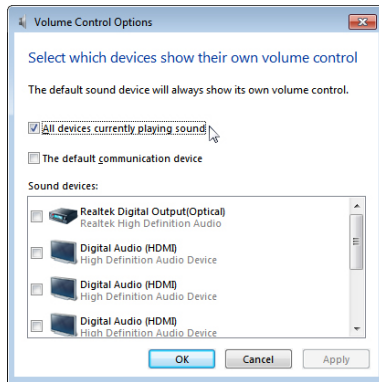 Volume Control Options
Select which devices show their own volume control
The default sound device will always show its own volume control.
All devices currently playing sound
The default communication device
Sound devices:
Realtek Digital Output(Optical)
Realtek High Definition Audio
Digital Audio (HDMI)
High Definition Audio Device
Digital Audio (HDMI)
High Definition Audio Device
Digital Audio (HDMI)
High Definition Audio Device
OK Cancel Apply